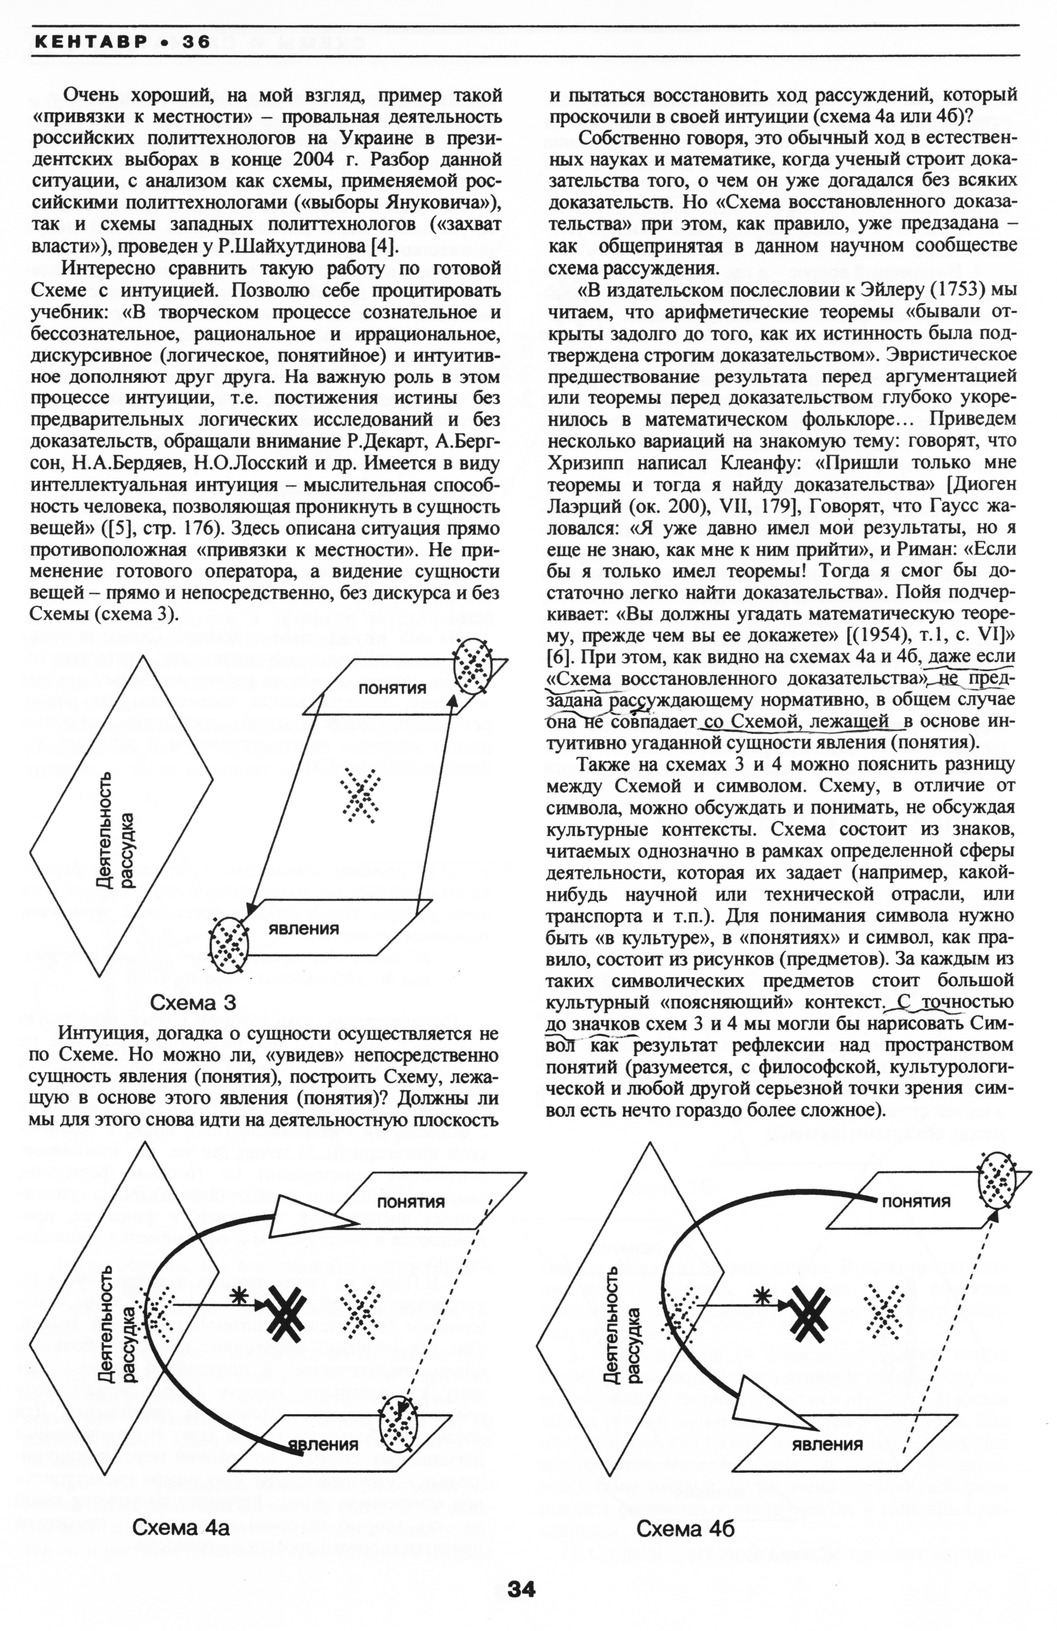 КЕНТАВР • 36
Очень хороший, на мой взгляд, пример такой
«привязки к местности» – провальная деятельность
российских политтехнологов на Украине в прези-
дентских выборах в конце 2004 г. Разбор данной
ситуации, с анализом как схемы, применяемой рос-
сийскими политтехнологами («выборы Януковича»),
так и схемы западных политтехнологов («захват
власти»), проведен у Р.Шайхутдинова [4].
Интересно сравнить такую работу по готовой
Схеме с интуицией. Позволю себе процитировать
учебник: «В творческом процессе сознательное и
бессознательное, рациональное и иррациональное,
дискурсивное (логическое, понятийное) и интуитив-
ное дополняют друг друга. На важную роль в этом
процессе интуиции, т.е. постижения истины без
предварительных логических исследований и без
доказательств, обращали внимание Р.Декарт, А.Берг-
сон, Н.А.Бердяев, Н.О.Лосский и др. Имеется в виду
интеллектуальная интуиция – мыслительная способ-
ность человека, позволяющая проникнуть в сущность
вещей» ([5], стр. 176). Здесь описана ситуация прямо
противоположная «привязки к местности». Не при-
менение готового оператора, а видение сущности
вещей – прямо и непосредственно, без дискурса и без
Схемы (схема 3).
понятия
Деятельность
рассудка
явления
Схема 3
Интуиция, догадка о сущности осуществляется не
по Схеме. Но можно ли, «увидев» непосредственно
сущность явления (понятия), построить Схему, лежа-
щую в основе этого явления (понятия)? Должны ли
мы для этого снова идти на деятельностную плоскость
и пытаться восстановить ход рассуждений, который
проскочили в своей интуиции (схема 4а или 4б)?
Собственно говоря, это обычный ход в естествен-
ных науках и математике, когда ученый строит дока-
зательства того, о чем он уже догадался без всяких
доказательств. Но «Схема восстановленного доказа-
тельства» при этом, как правило, уже предзадана –
как общепринятая в данном научном сообществе
схема рассуждения.
«В издательском послесловии к Эйлеру (1753) мы
читаем, что арифметические теоремы «бывали от-
крыты задолго до того, как их истинность была под-
тверждена строгим доказательством». Эвристическое
предшествование результата перед аргументацией
или теоремы перед доказательством глубоко укоре-
нилось в математическом фольклоре... Приведем
несколько вариаций на знакомую тему: говорят, что
Хризипп написал Клеанфу: «Пришли только мне
теоремы и тогда я найду доказательства» [Диоген
Лаэрций (ок. 200), VII, 179], Говорят, что Гаусс жа-
ловался: «Я уже давно имел мои результаты, но я
еще не знаю, как мне к ним прийти», и Риман: «Если
бы я только имел теоремы! Тогда я смог бы до-
статочно легко найти доказательства». Пойя подчер-
кивает: «Вы должны угадать математическую теоре-
му, прежде чем вы ее докажете» [(1954), т.1, с. VI]»
[6]. При этом, как видно на схемах 4а и 4б, даже если
«Схема восстановленного доказательства» не пред-
задана рассуждающему нормативно, в общем случае
она не совпадает со Схемой, лежащей в основе ин-
туитивно угаданной сущности явления (понятия).
Также на схемах 3 и 4 можно пояснить разницу
между Схемой и символом. Схему, в отличие от
символа, можно обсуждать и понимать, не обсуждая
культурные контексты. Схема состоит из знаков,
читаемых однозначно в рамках определенной сферы
деятельности, которая их задает (например, какой-
нибудь научной или технической отрасли, или
транспорта и т.п.). Для понимания символа нужно
быть «в культуре», в «понятиях» и символ, как пра-
вило, состоит из рисунков (предметов). За каждым из
таких символических предметов стоит большой
культурный «поясняющий» контекст. С точностью
до значков схем 3 и 4 мы могли бы нарисовать Сим-
вол как результат рефлексии над пространством
понятий (разумеется, с философской, культурологи-
ческой и любой другой серьезной точки зрения сим-
вол есть нечто гораздо более сложное).
понятия
Деятельность
рассудка
*
явления
Схема 4а
понятия
Деятельность
рассудка
*
явления
Схема 4б
34